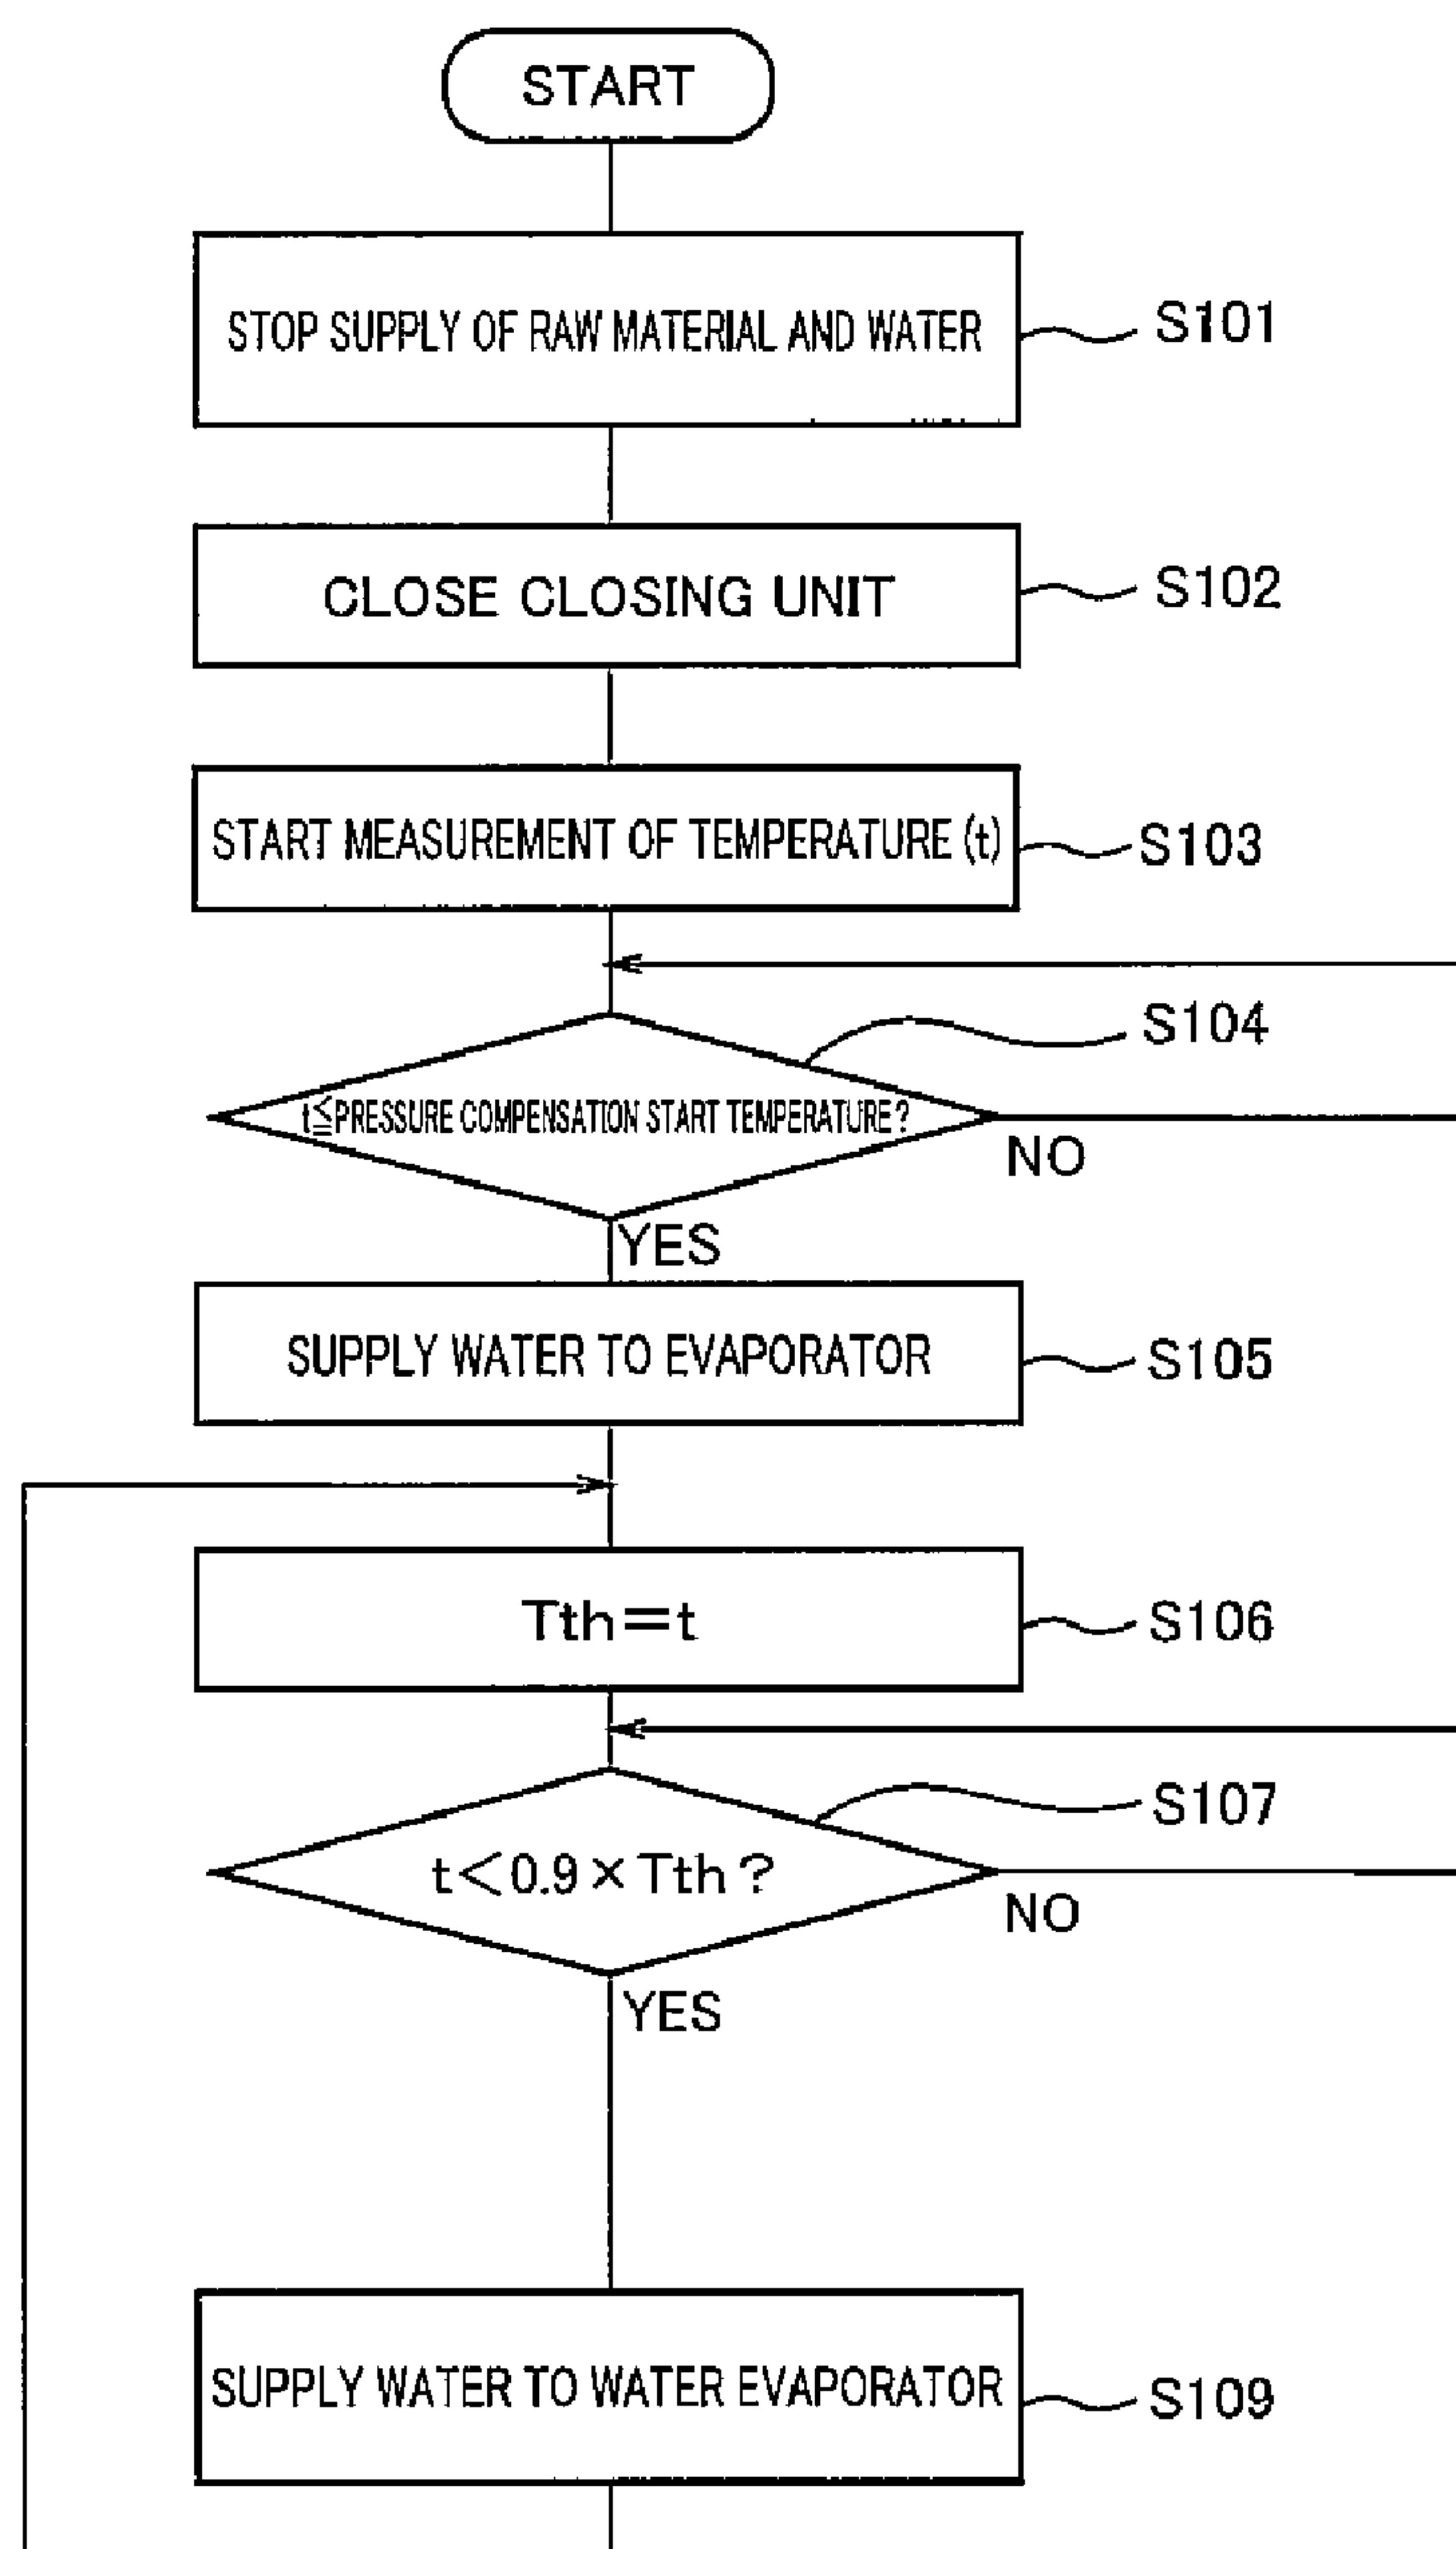 START
STOP SUPPLY OF RAW MATERIAL AND WATER
S101
CLOSE CLOSING UNIT
S102
START MEASUREMENT OF TEMPERATURE (t)
S103
S104
t≦PRESSURE COMPENSATION START TEMPERATURE?
NO
YES
SUPPLY WATER TO EVAPORATOR
S105
Tth=t
S106
S107
t<0.9×Tth?
NO
YES
SUPPLY WATER TO WATER EVAPORATOR
S109